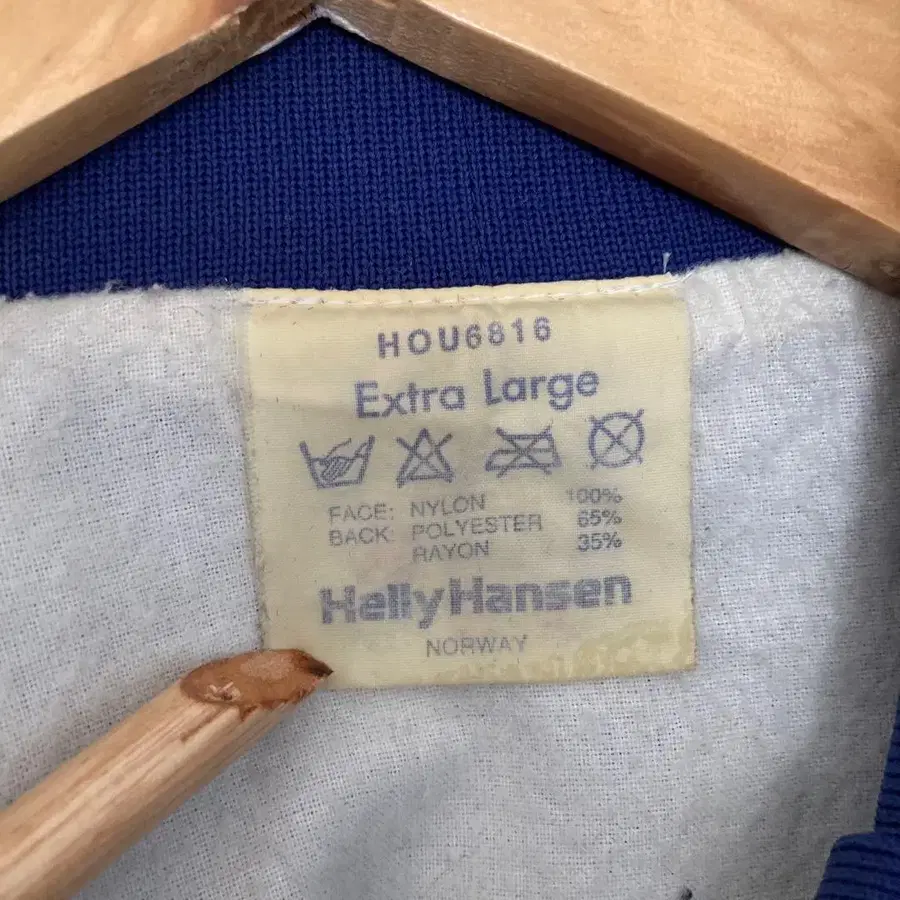 HOU6816
Extra Large
FACE: NYLON 100%
BACK: POLYESTER 65%
RAYON 35%
HellyHansen
NORWAY